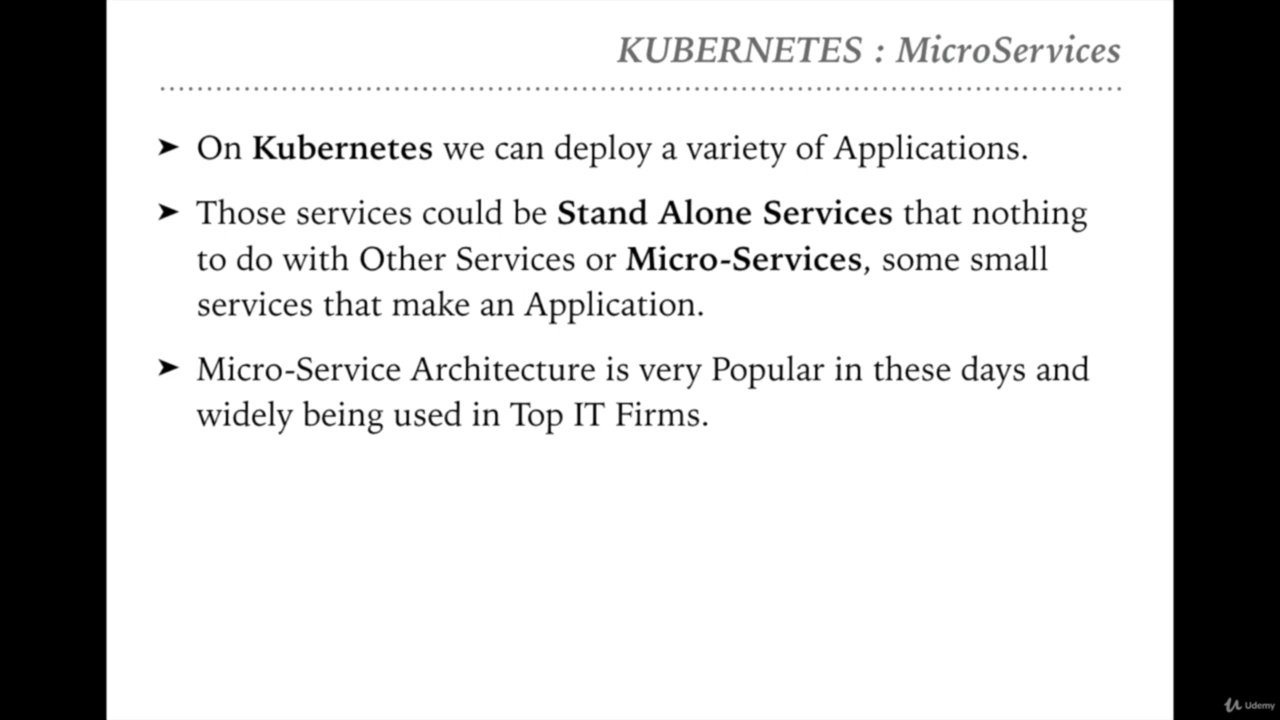 KUBERNETES : MicroServices
➤ On Kubernetes we can deploy a variety of Applications.
➤ Those services could be Stand Alone Services that nothing
to do with Other Services or Micro-Services, some small
services that make an Application.
➤ Micro-Service Architecture is very Popular in these days and
widely being used in Top IT Firms.
Udemy